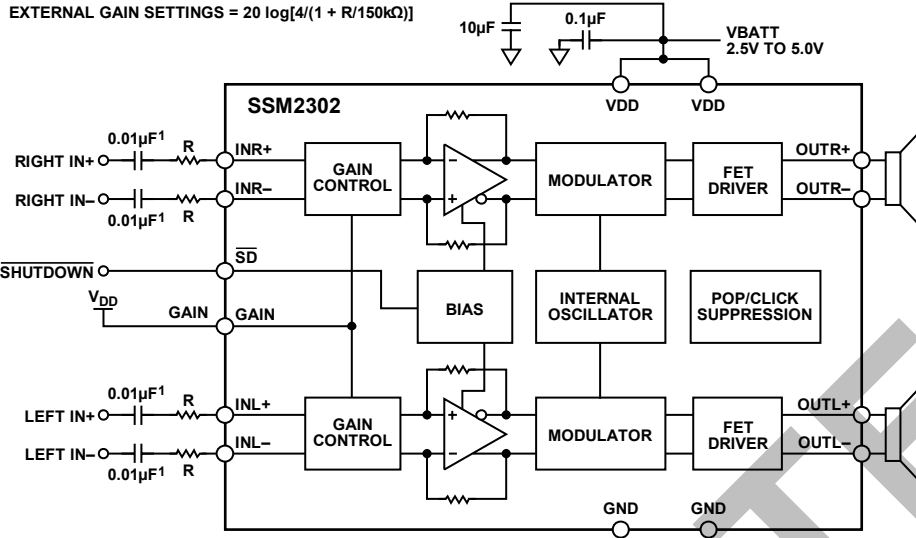 EXTERNAL GAIN SETTINGS = 20 log[4/(1 + R/150kΩ)]
10µF
0.1µF
VBATT
2.5V TO 5.0V
SSM2302
VDD
VDD
0.01µF1
R
RIGHT IN+
INR+
GAIN
CONTROL
MODULATOR
FET
DRIVER
OUTR+
RIGHT IN–
INR–
OUTR–
0.01µF1
R
SHUTDOWN
SD
VDD
GAIN
GAIN
BIAS
INTERNAL
OSCILLATOR
POP/CLICK
SUPPRESSION
0.01µF1
R
LEFT IN+
INL+
GAIN
CONTROL
MODULATOR
FET
DRIVER
OUTL+
LEFT IN–
INL–
OUTL–
0.01µF1
R
GND
GND